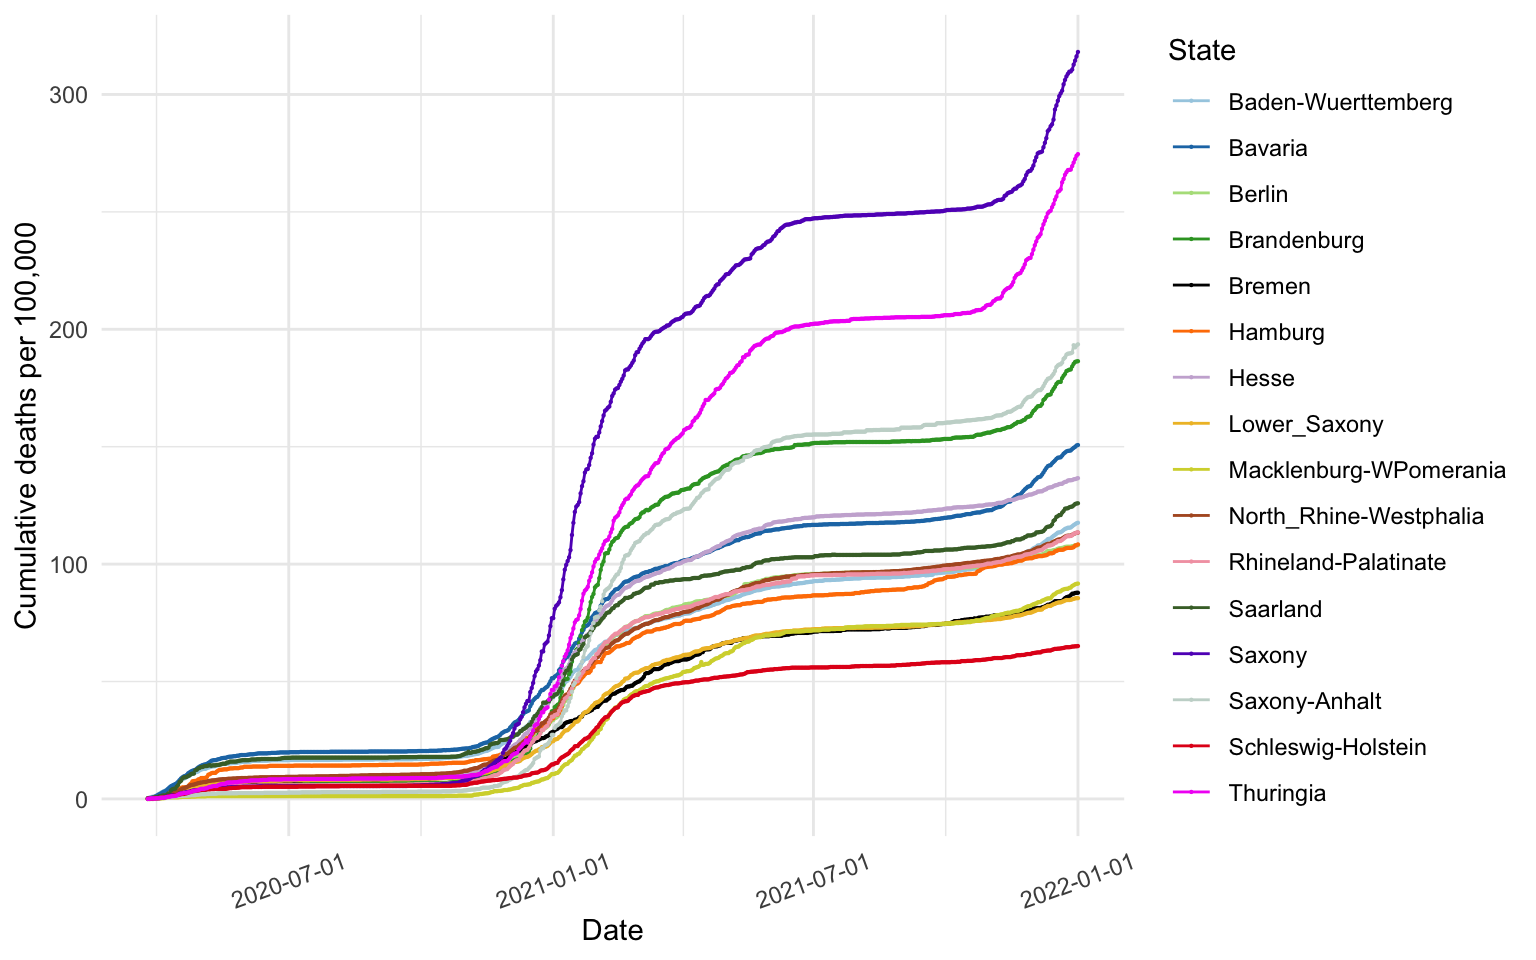 Cumulative deaths per 100,000
300
200
100
0
2020-07-01
2021-01-01
2021-07-01
2022-01-01
Date
State
Baden-Wuerttemberg
Bavaria
Berlin
Brandenburg
Bremen
Hamburg
Hesse
Lower_Saxony
Macklenburg-WPomerania
North_Rhine-Westphalia
Rhineland-Palatinate
Saarland
Saxony
Saxony-Anhalt
Schleswig-Holstein
Thuringia